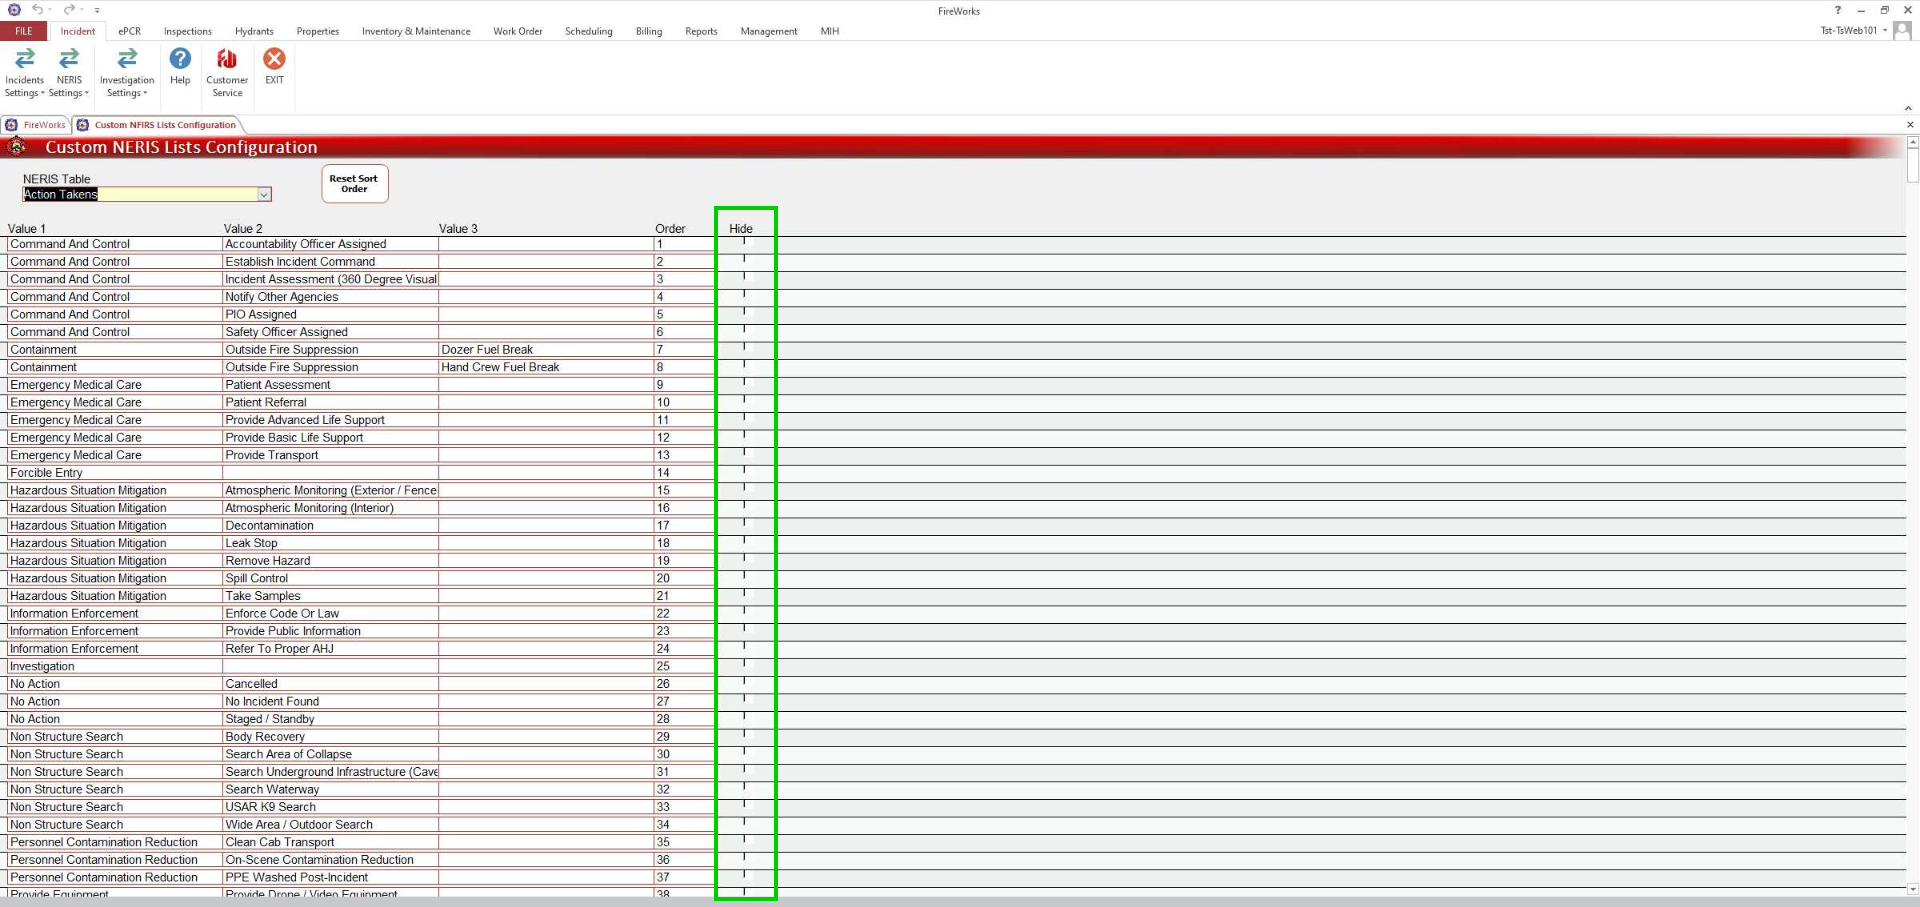 FireWorks
?
FILE Incident ePCR Inspections Hydrants Properties Inventory & Maintenance Work Order Scheduling Billing Reports Management MIH Tst-TsWeb101
Incidents Settings NERIS Settings Investigation Settings Help Customer Service EXIT
FireWorks Custom NFIRS Lists Configuration
Custom NERIS Lists Configuration
NERIS Table
Action Takens
Reset Sort Order
Value 1 Value 2 Value 3 Order Hide
Command And Control Accountability Officer Assigned 1
Command And Control Establish Incident Command 2
Command And Control Incident Assessment (360 Degree Visual 3
Command And Control Notify Other Agencies 4
Command And Control PIO Assigned 5
Command And Control Safety Officer Assigned 6
Containment Outside Fire Suppression Dozer Fuel Break 7
Containment Outside Fire Suppression Hand Crew Fuel Break 8
Emergency Medical Care Patient Assessment 9
Emergency Medical Care Patient Referral 10
Emergency Medical Care Provide Advanced Life Support 11
Emergency Medical Care Provide Basic Life Support 12
Emergency Medical Care Provide Transport 13
Forcible Entry 14
Hazardous Situation Mitigation Atmospheric Monitoring (Exterior / Fence 15
Hazardous Situation Mitigation Atmospheric Monitoring (Interior) 16
Hazardous Situation Mitigation Decontamination 17
Hazardous Situation Mitigation Leak Stop 18
Hazardous Situation Mitigation Remove Hazard 19
Hazardous Situation Mitigation Spill Control 20
Hazardous Situation Mitigation Take Samples 21
Information Enforcement Enforce Code Or Law 22
Information Enforcement Provide Public Information 23
Information Enforcement Refer To Proper AHJ 24
Investigation 25
No Action Cancelled 26
No Action No Incident Found 27
No Action Staged / Standby 28
Non Structure Search Body Recovery 29
Non Structure Search Search Area of Collapse 30
Non Structure Search Search Underground Infrastructure (Cave 31
Non Structure Search Search Waterway 32
Non Structure Search USAR K9 Search 33
Non Structure Search Wide Area / Outdoor Search 34
Personnel Contamination Reduction Clean Cab Transport 35
Personnel Contamination Reduction On-Scene Contamination Reduction 36
Personnel Contamination Reduction PPE Washed Post-Incident 37
Provide Equipment Provide Drone / Video Equipment 38